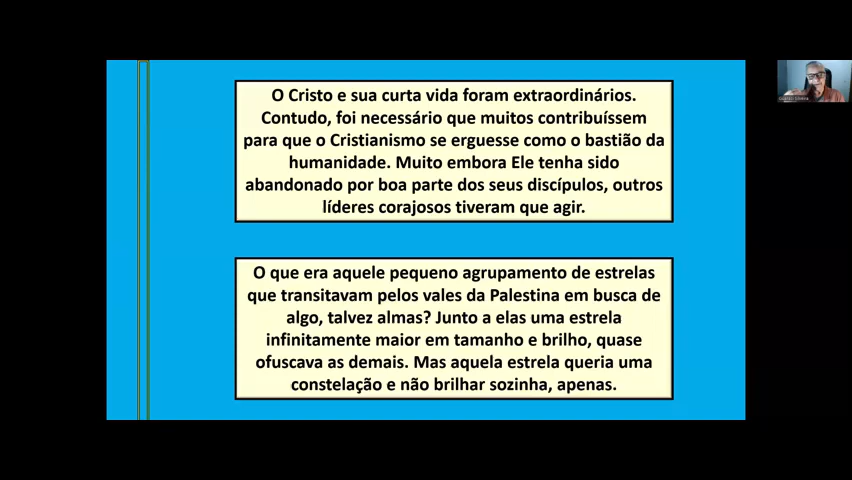 O Cristo e sua curta vida foram extraordinários.
Contudo, foi necessário que muitos contribuíssem
para que o Cristianismo se erguesse como o bastião da
humanidade. Muito embora Ele tenha sido
abandonado por boa parte dos seus discípulos, outros
líderes corajosos tiveram que agir.
O que era aquele pequeno agrupamento de estrelas
que transitavam pelos vales da Palestina em busca de
algo, talvez almas? Junto a elas uma estrela
infinitamente maior em tamanho e brilho, quase
ofuscava as demais. Mas aquela estrela queria uma
constelação e não brilhar sozinha, apenas.